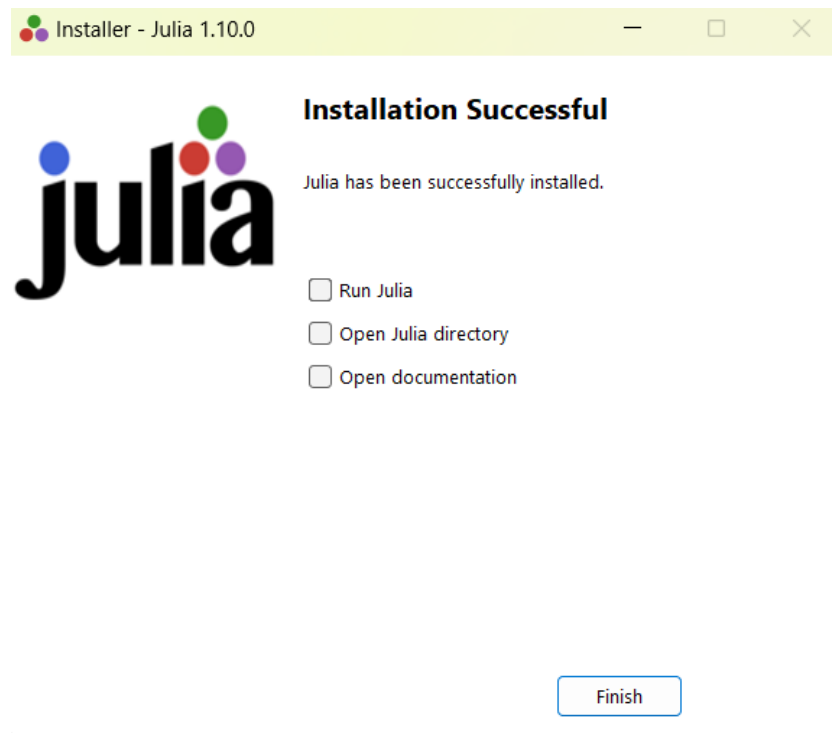 Installer - Julia 1.10.0
julia
Installation Successful
Julia has been successfully installed.
Run Julia
Open Julia directory
Open documentation
Finish